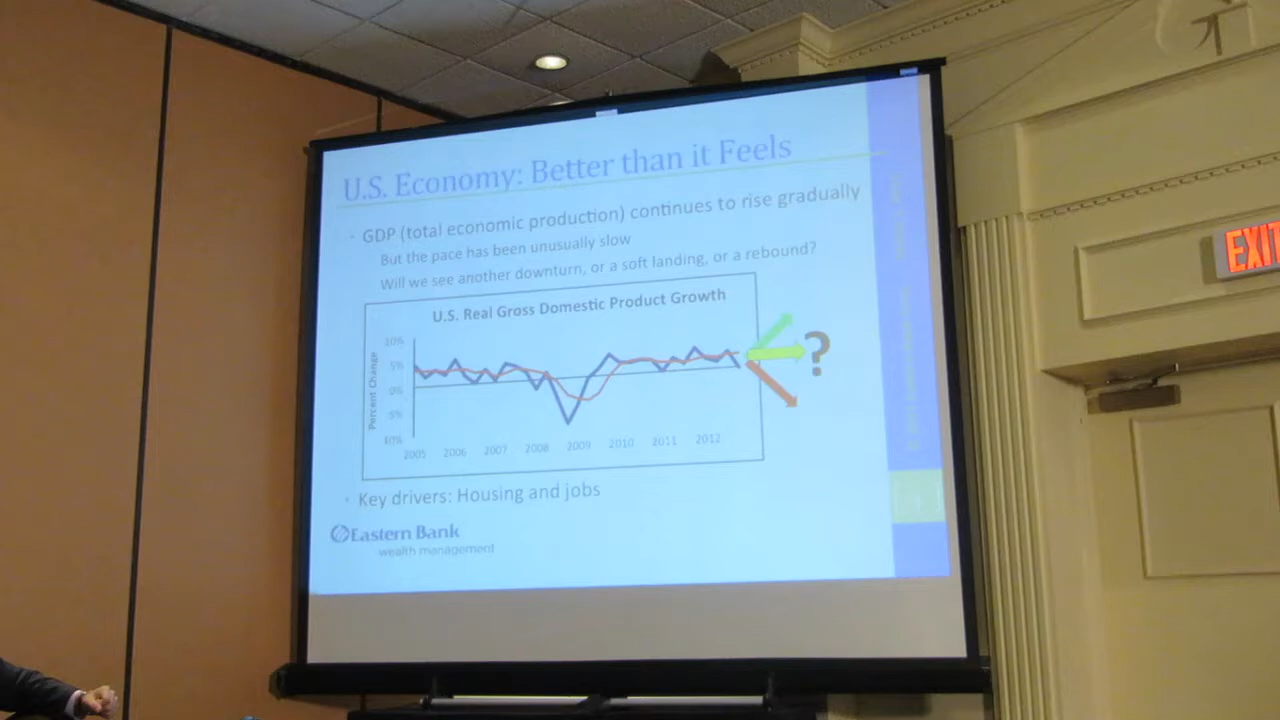 U.S. Economy: Better than it Feels
GDP (total economic production) continues to rise gradually
But the pace has been unusually slow
Will we see another downturn, or a soft landing, or a rebound?
U.S. Real Gross Domestic Product Growth
Percent Change
10%
5%
0%
5%
10%
2005 2006 2007 2008 2009 2010 2011 2012
?
Key drivers: Housing and jobs
Eastern Bank
wealth management
EXIT